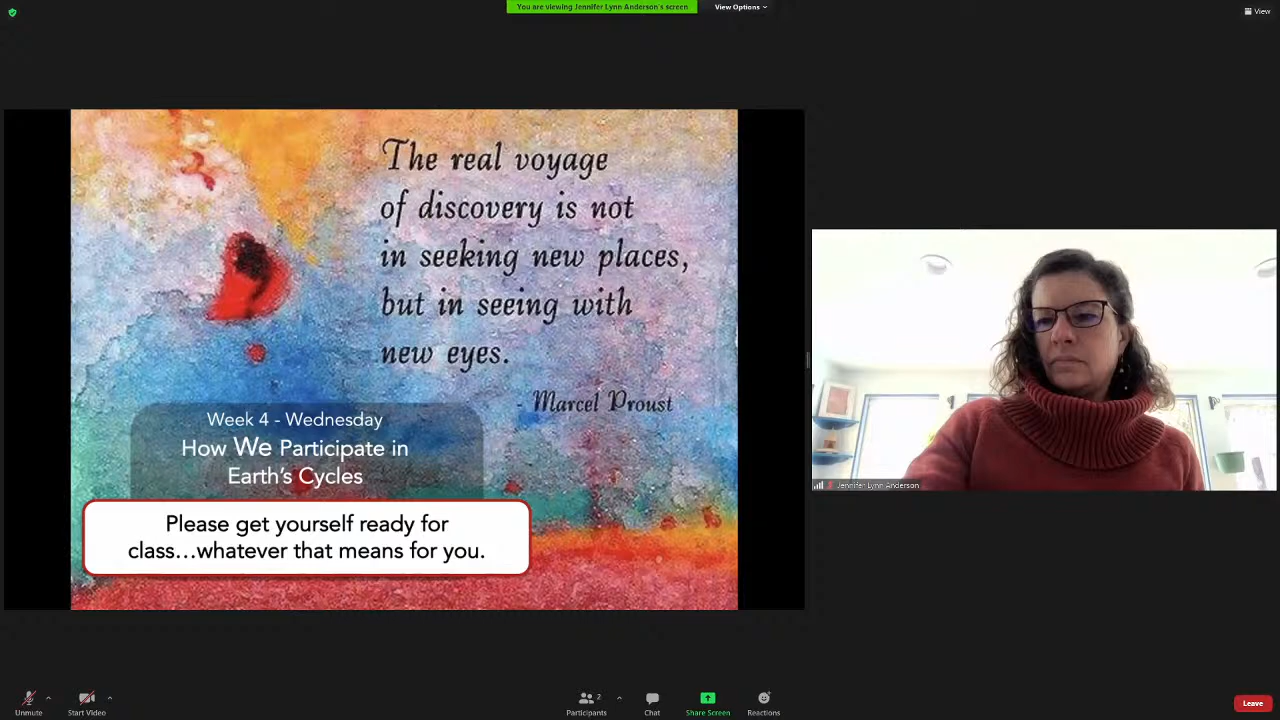 You are viewing Jennifer Lynn Anderson's screen
View Options
View
The real voyage
of discovery is not
in seeking new places,
but in seeing with
new eyes.
- Marcel Proust
Week 4 - Wednesday
How We Participate in
Earth's Cycles
Please get yourself ready for
class...whatever that means for you.
Jennifer Lynn Anderson
Unmute
Start Video
2
Participants
Chat
Share Screen
Reactions
Leave